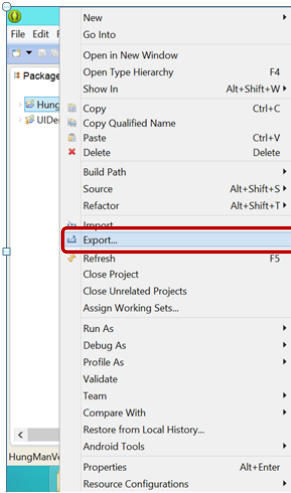 File Edit
Package
Hung
UIDe
HungManVe
New
Go Into
Open in New Window
Open Type Hierarchy F4
Show In Alt+Shift+W
Copy Ctrl+C
Copy Qualified Name
Paste Ctrl+V
Delete Delete
Build Path
Source Alt+Shift+S
Refactor Alt+Shift+T
Import...
Export...
Refresh F5
Close Project
Close Unrelated Projects
Assign Working Sets...
Run As
Debug As
Profile As
Validate
Team
Compare With
Restore from Local History...
Android Tools
Properties Alt+Enter
Resource Configurations